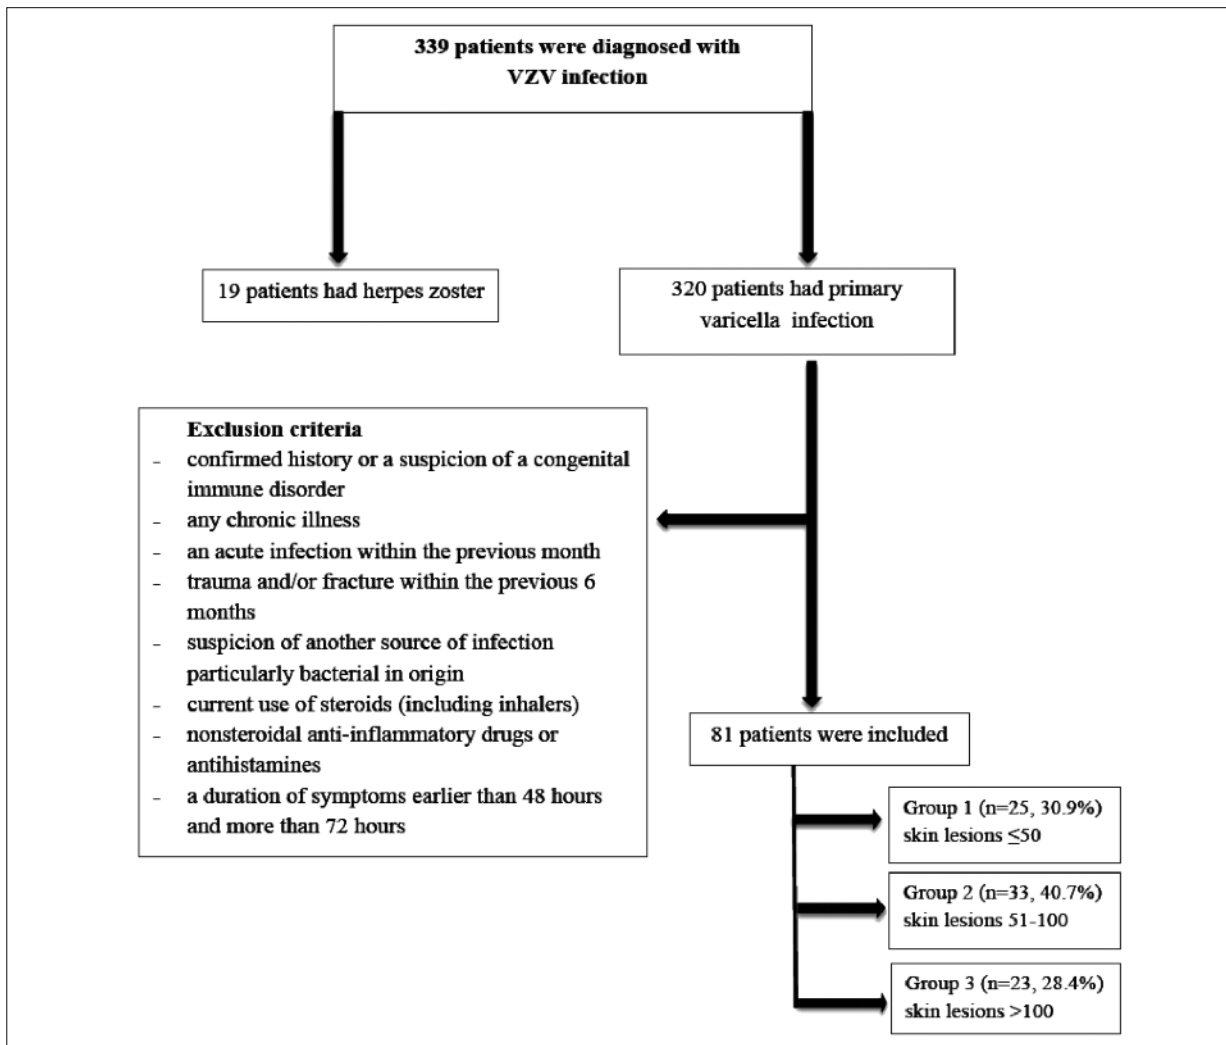 339 patients were diagnosed with
VZV infection
19 patients had herpes zoster
320 patients had primary
varicella infection
Exclusion criteria
- confirmed history or a suspicion of a congenital
immune disorder
- any chronic illness
- an acute infection within the previous month
- trauma and/or fracture within the previous 6
months
- suspicion of another source of infection
particularly bacterial in origin
- current use of steroids (including inhalers)
- nonsteroidal anti-inflammatory drugs or
antihistamines
- a duration of symptoms earlier than 48 hours
and more than 72 hours
81 patients were included
Group 1 (n=25, 30.9%)
skin lesions ≤50
Group 2 (n=33, 40.7%)
skin lesions 51-100
Group 3 (n=23, 28.4%)
skin lesions >100